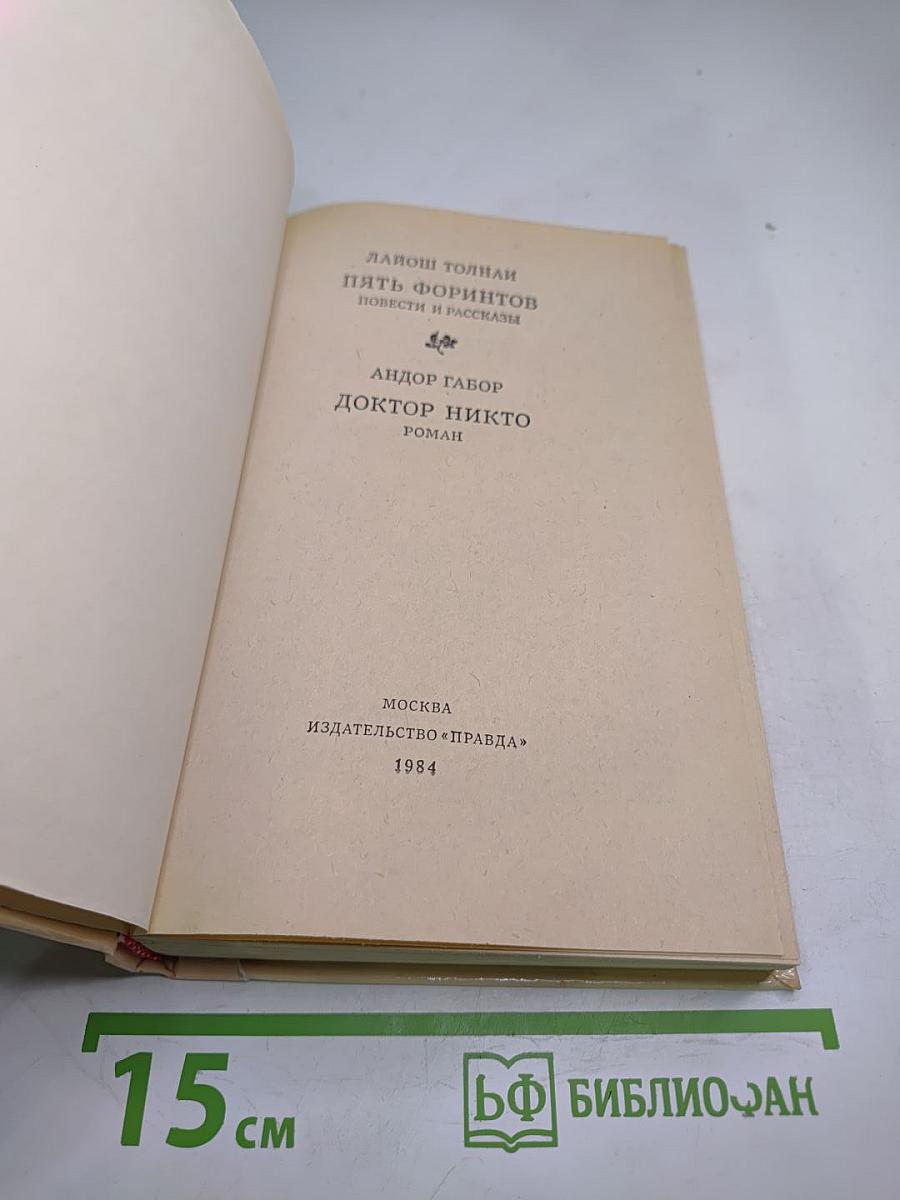 ЛАЙОШ ТОЛНАИ
ПЯТЬ ФОРИНТОВ
ПОВЕСТИ И РАССКАЗЫ
АНДОР ГАБОР
ДОКТОР НИКТО
РОМАН
МОСКВА
ИЗДАТЕЛЬСТВО «ПРАВДА»
1984
15 см
БФ БИБЛИОФАН